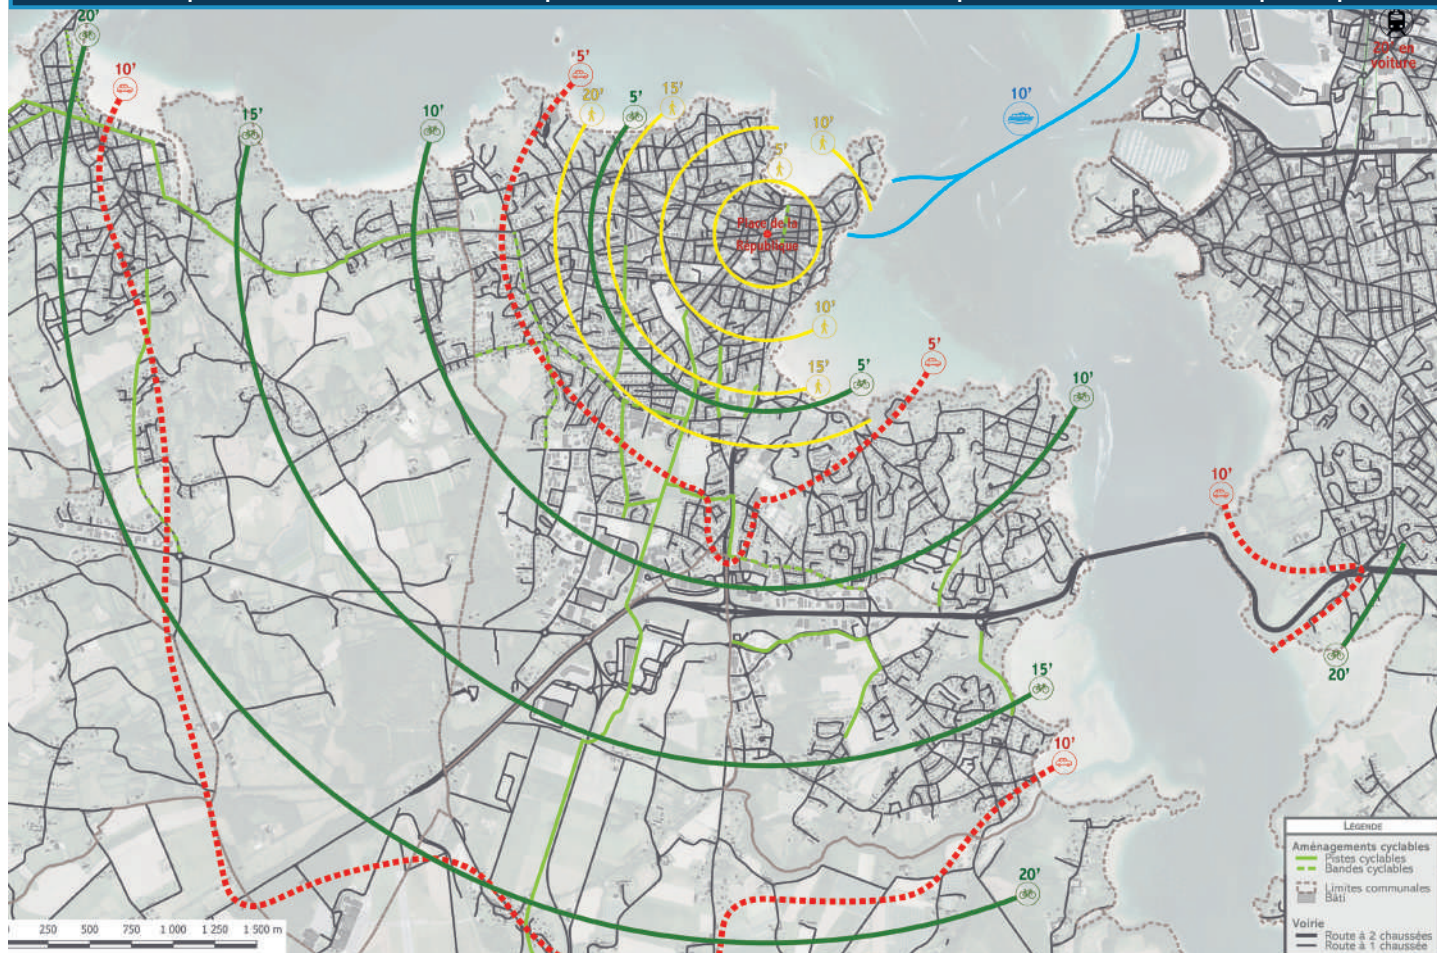 20'
10'
15'
10'
5'
20'
5'
15'
5'
10'
10'
20' en
voiture
Place de la
République
10'
15'
5'
5'
10'
10'
20'
15'
10'
20'
LÉGENDE
Aménagements cyclables
Pistes cyclables
Bandes cyclables
Limites communales
Bâti
Voirie
Route à 2 chaussées
Route à 1 chaussée
250 500 750 1 000 1 250 1 500 m